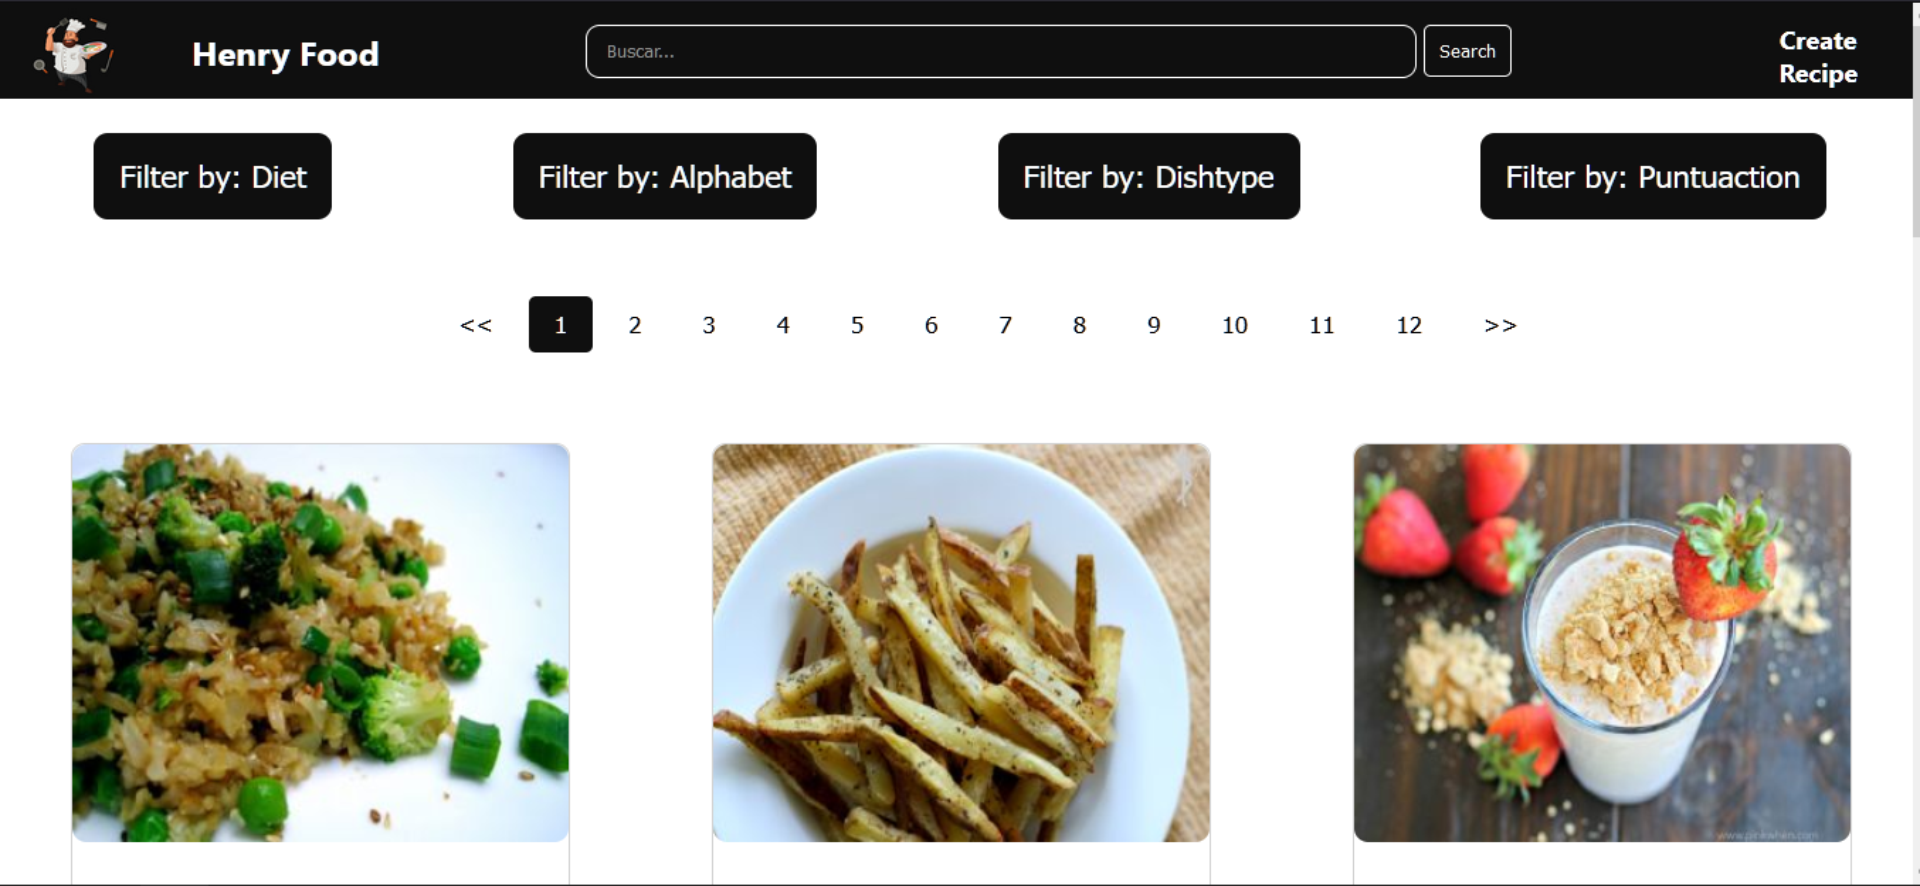 Henry Food
Buscar...
Search
Create
Recipe
Filter by: Diet
Filter by: Alphabet
Filter by: Dishtype
Filter by: Puntuaction
<< 1 2 3 4 5 6 7 8 9 10 11 12 >>